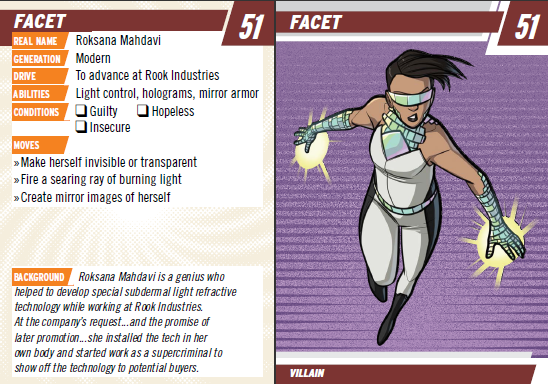 FACET 51
REAL NAME Roksana Mahdavi
GENERATION Modern
DRIVE To advance at Rook Industries
ABILITIES Light control, holograms, mirror armor
CONDITIONS Guilty Hopeless
Insecure
MOVES
» Make herself invisible or transparent
» Fire a searing ray of burning light
» Create mirror images of herself
BACKGROUND Roksana Mahdavi is a genius who
helped to develop special subdermal light refractive
technology while working at Rook Industries.
At the company's request...and the promise of
later promotion...she installed the tech in her
own body and started work as a supercriminal to
show off the technology to potential buyers.
FACET 51
VILLAIN